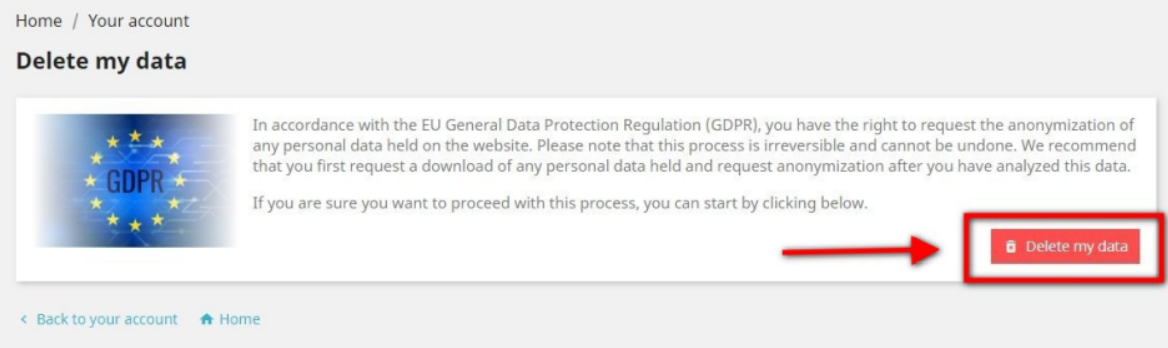 Home / Your account
Delete my data
GDPR
In accordance with the EU General Data Protection Regulation (GDPR), you have the right to request the anonymization of
any personal data held on the website. Please note that this process is irreversible and cannot be undone. We recommend
that you first request a download of any personal data held and request anonymization after you have analyzed this data.
If you are sure you want to proceed with this process, you can start by clicking below.
Delete my data
< Back to your account Home